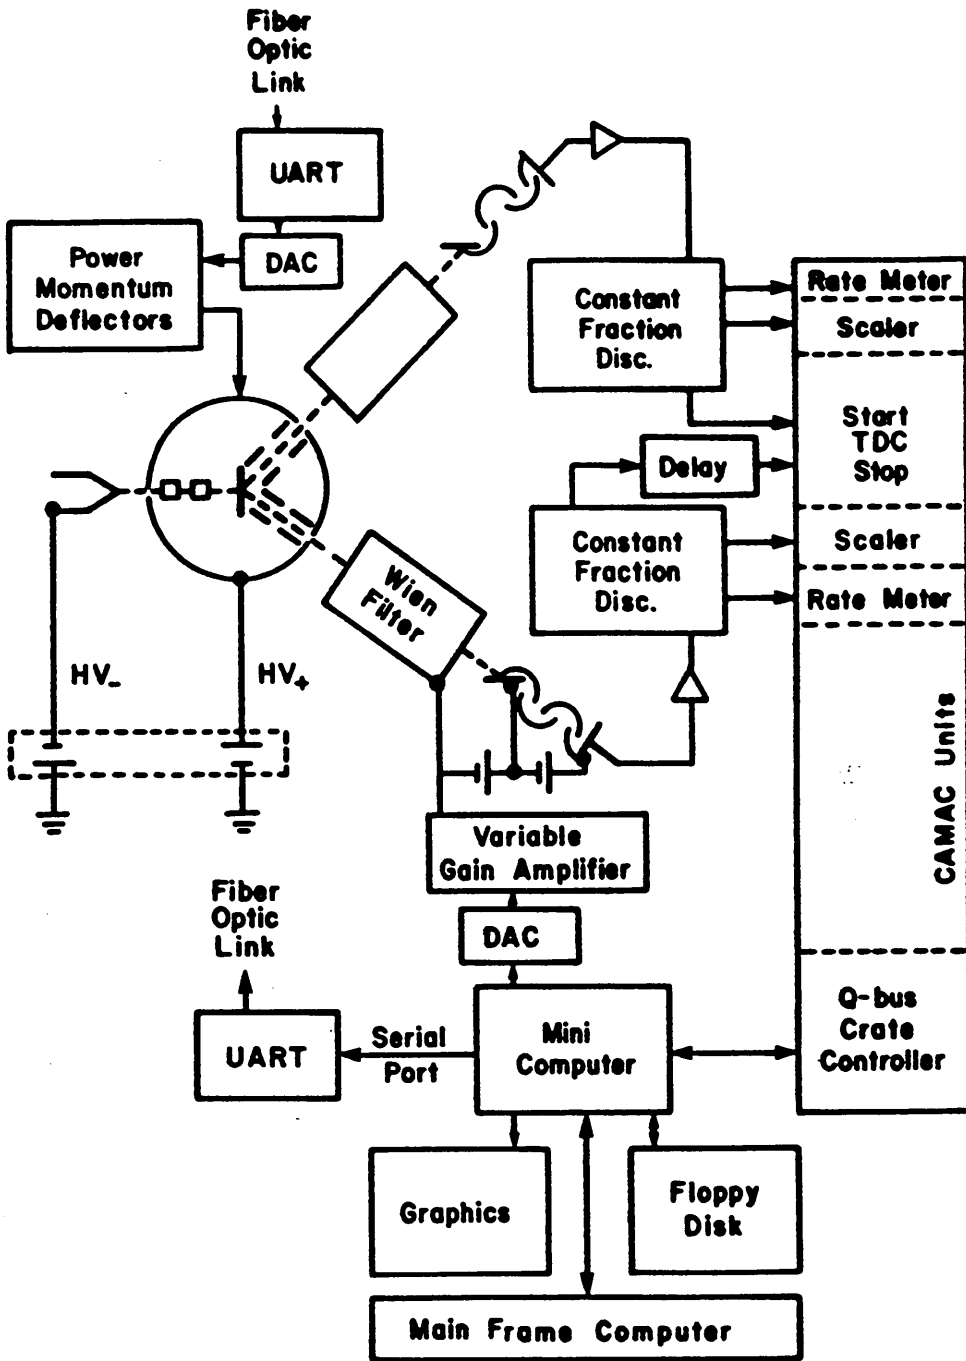 Fiber
Optic
Link
UART
DAC
Power
Momentum
Deflectors
Constant
Fraction
Disc.
Rate Meter
Scaler
Start
TDC
Stop
Delay
Constant
Fraction
Disc.
Scaler
Rate Meter
Wien
Filter
HV_
HV+
CAMAC Units
Variable
Gain Amplifier
Fiber
Optic
Link
DAC
UART
Serial
Port
Mini
Computer
Q-bus
Crate
Controller
Graphics
Floppy
Disk
Main Frame Computer